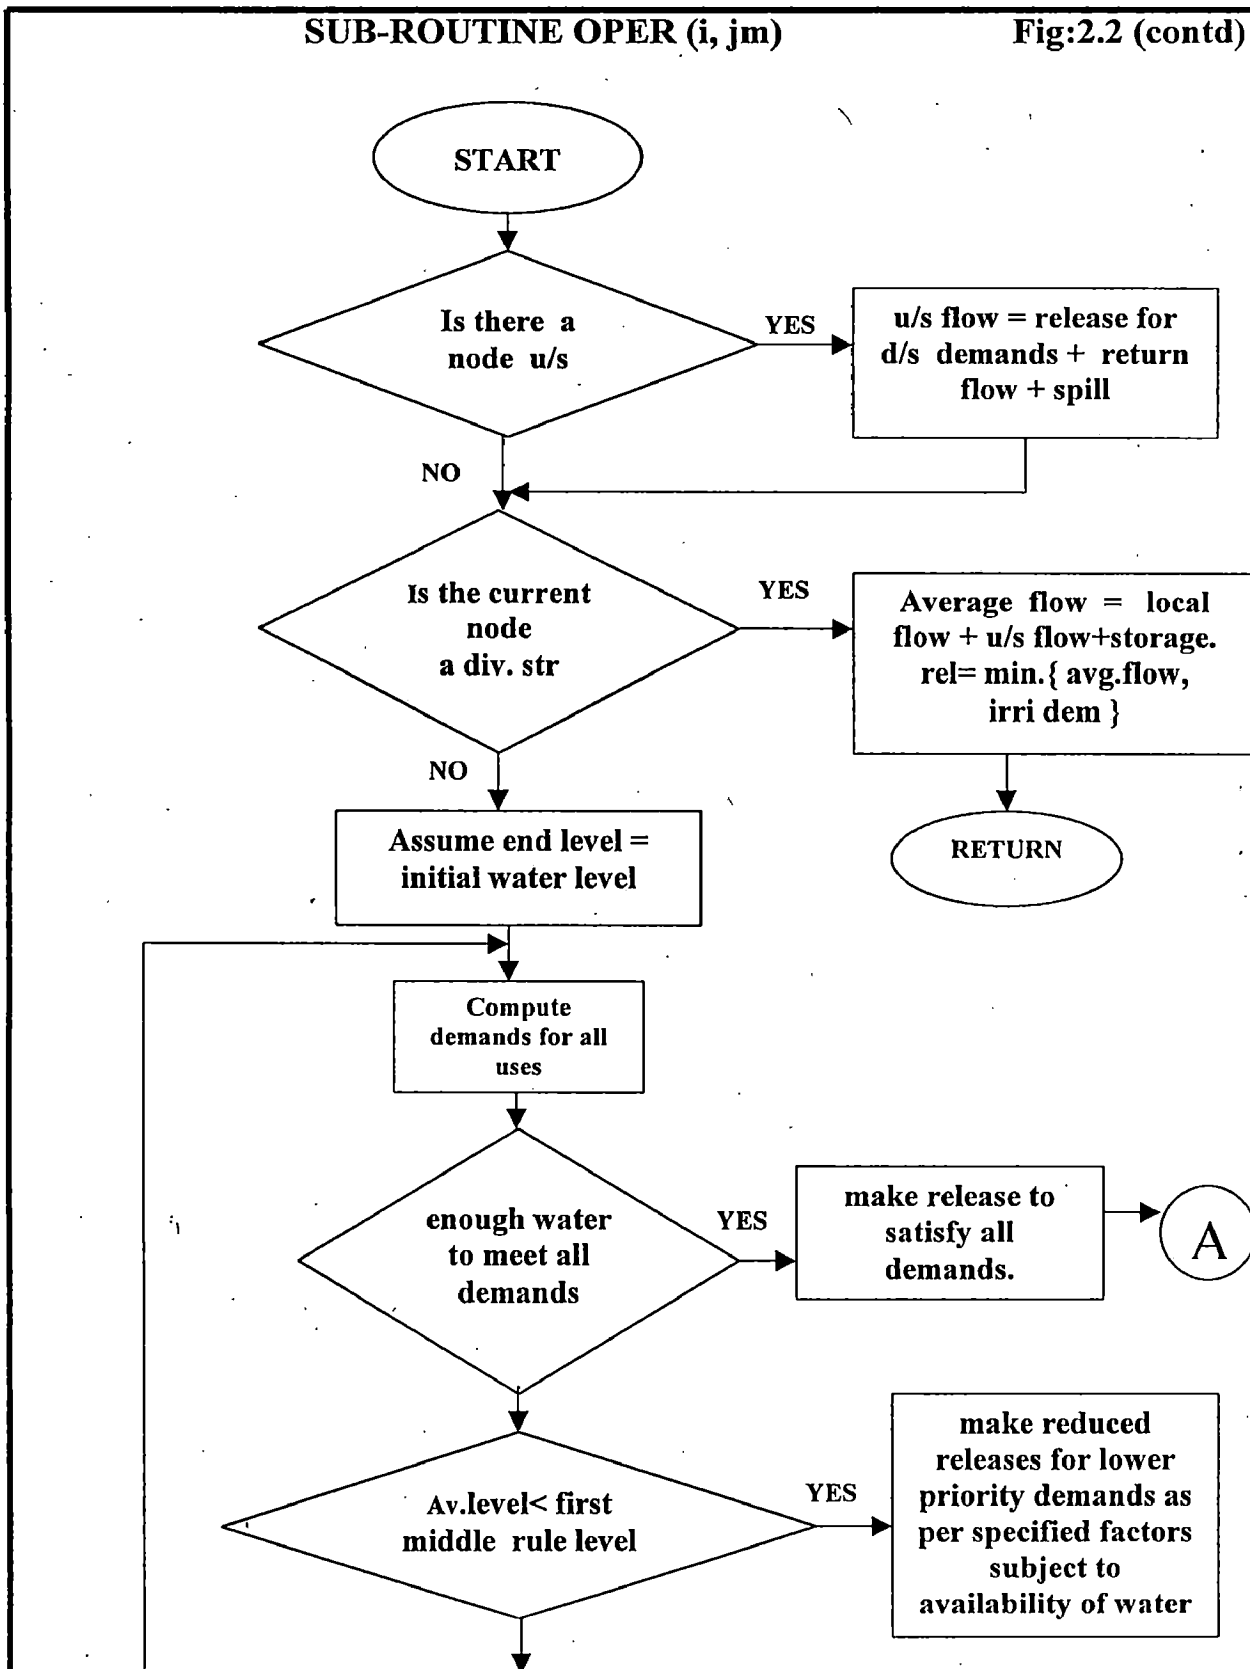 SUB-ROUTINE OPER (i, jm)
Fig:2.2 (contd)
START
Is there a
node u/s
YES
u/s flow = release for
d/s demands + return
flow + spill
NO
Is the current
node
a div. str
YES
Average flow = local
flow + u/s flow+storage.
rel= min.{ avg.flow,
irri dem }
NO
RETURN
Assume end level =
initial water level
Compute
demands for all
uses
enough water
to meet all
demands
YES
make release to
satisfy all
demands.
A
Av.level< first
middle rule level
YES
make reduced
releases for lower
priority demands as
per specified factors
subject to
availability of water